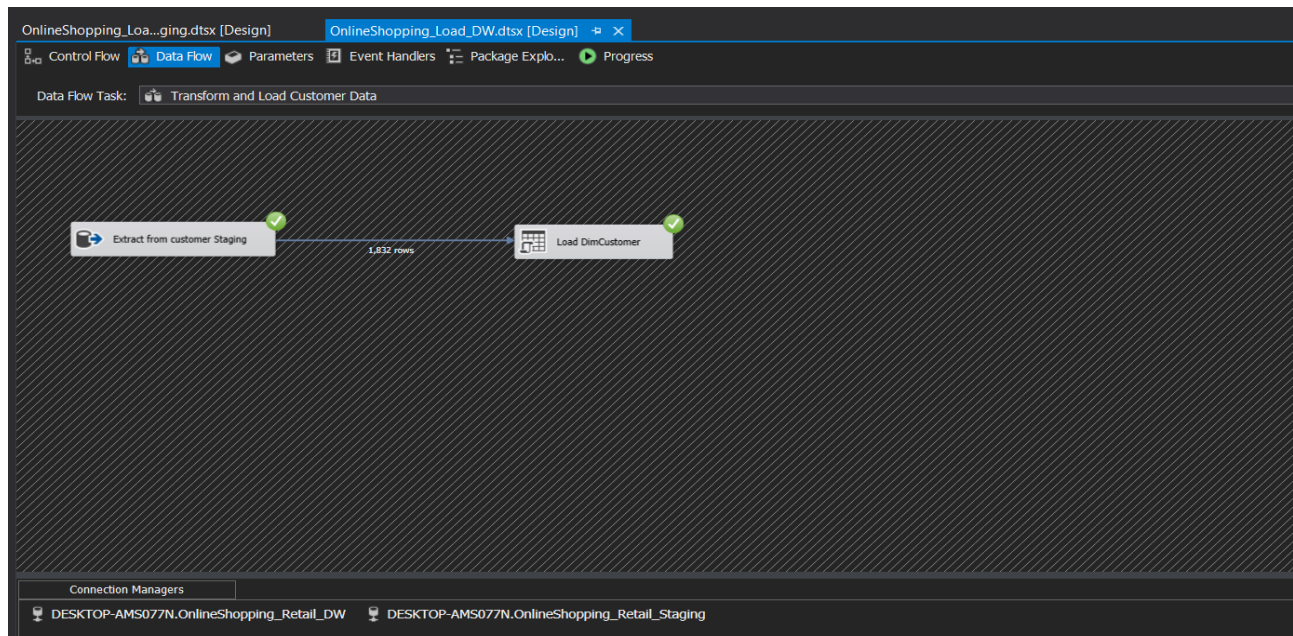 OnlineShopping_Loa...ging.dtsx [Design] OnlineShopping_Load_DW.dtsx [Design]
Control Flow Data Flow Parameters Event Handlers Package Explo... Progress
Data Flow Task: Transform and Load Customer Data
Extract from customer Staging
1,832 rows
Load DimCustomer
Connection Managers
DESKTOP-AMS077N.OnlineShopping_Retail_DW DESKTOP-AMS077N.OnlineShopping_Retail_Staging